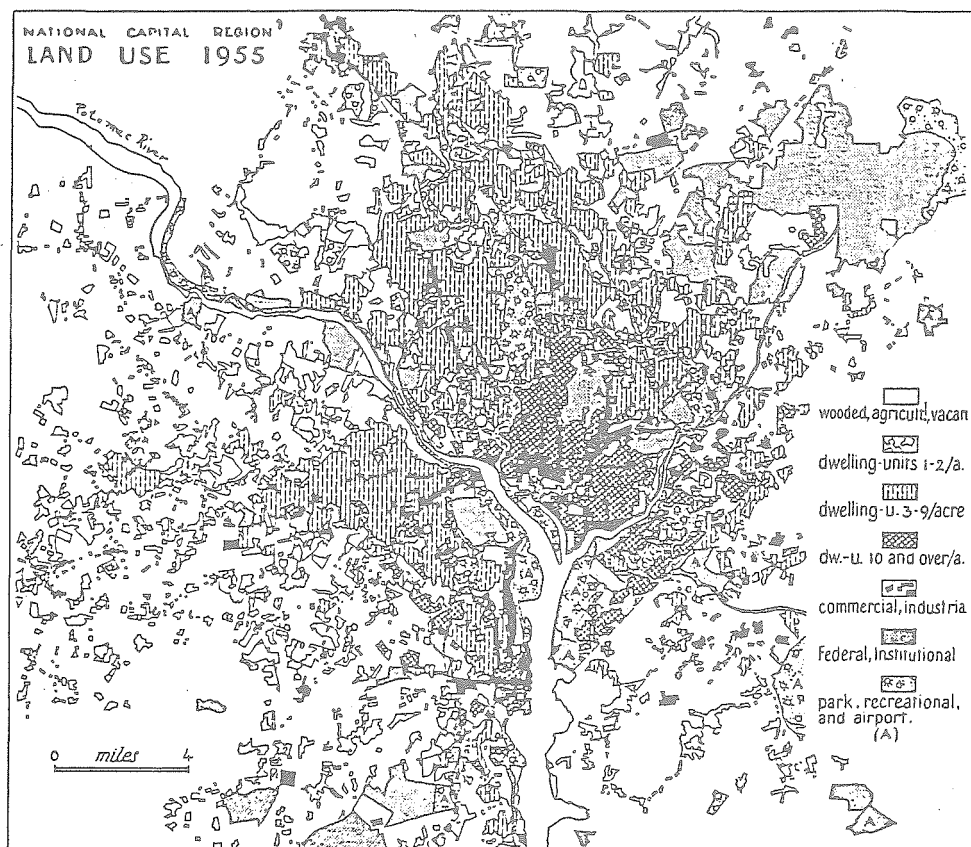 NATIONAL CAPITAL REGION
LAND USE 1955
Potomac River
A
A
A
A
A
A
A
A
A
A
A
A
A
wooded, agricult, vacan
dwelling-units 1-2/a.
dwelling-u. 3-9/acre
dw.-u. 10 and over/a.
commercial, industria
Federal, institutional
park, recreational,
and airport.
(A)
0 miles 4